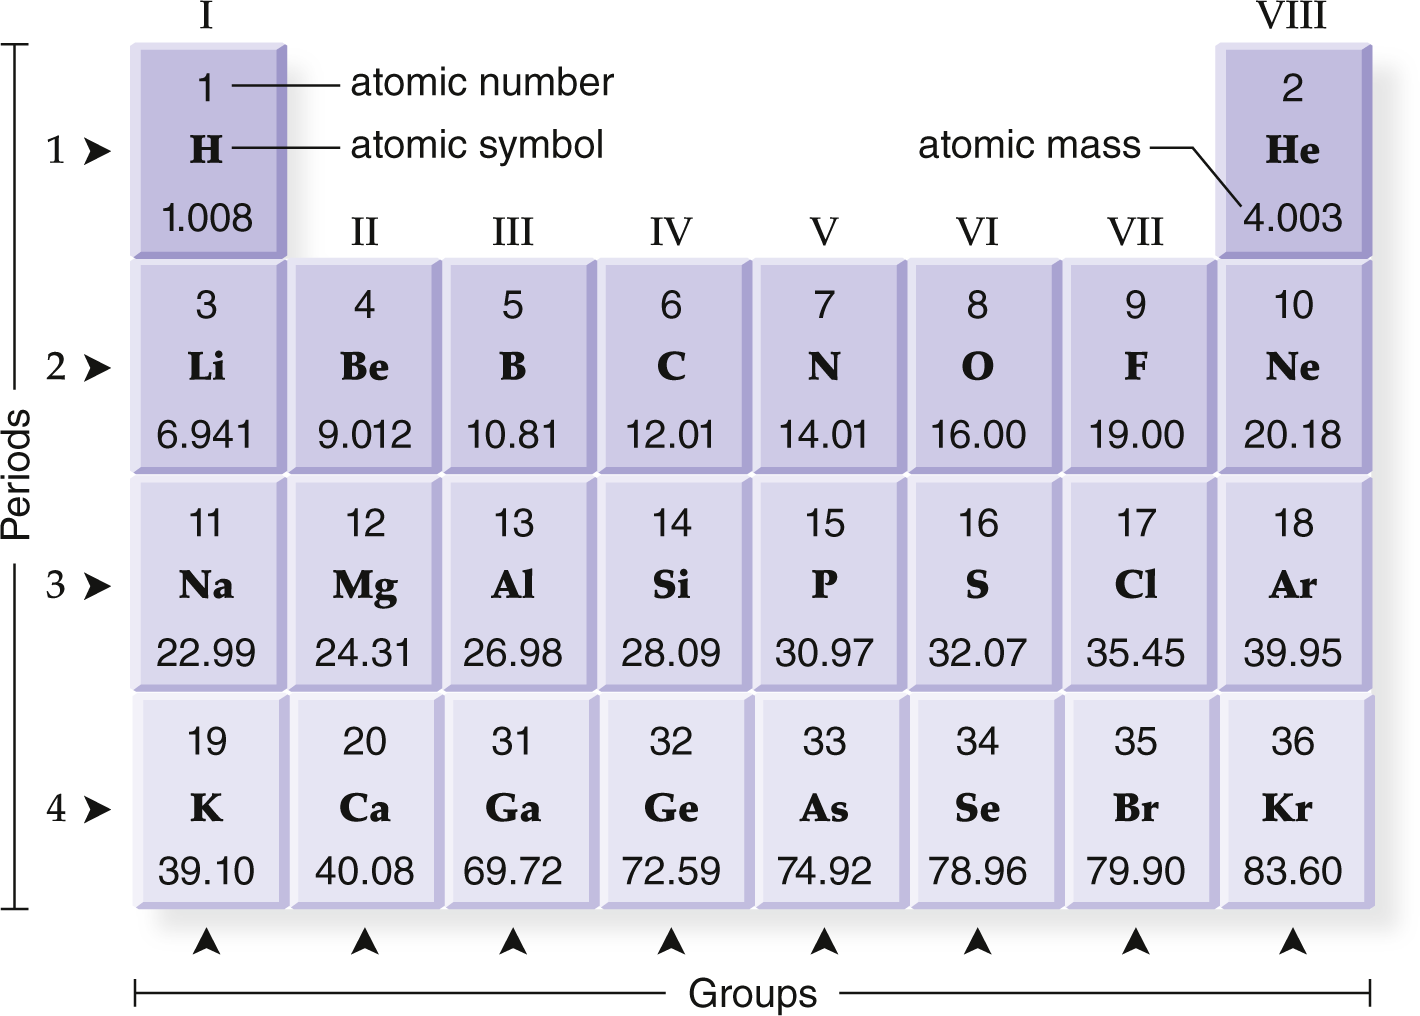 I VIII
1 atomic number 2
1 H atomic symbol atomic mass He
1.008 4.003
II III IV V VI VII
3 4 5 6 7 8 9 10
2 Li Be B C N O F Ne
6.941 9.012 10.81 12.01 14.01 16.00 19.00 20.18
Periods
11 12 13 14 15 16 17 18
3 Na Mg Al Si P S Cl Ar
22.99 24.31 26.98 28.09 30.97 32.07 35.45 39.95
19 20 31 32 33 34 35 36
4 K Ca Ga Ge As Se Br Kr
39.10 40.08 69.72 72.59 74.92 78.96 79.90 83.60
Groups